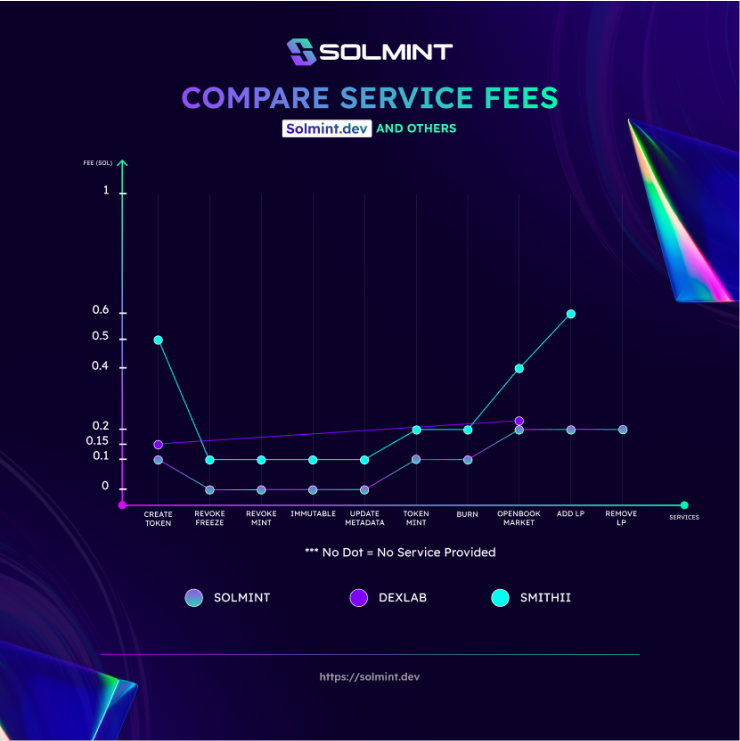 SOLMINT
COMPARE SERVICE FEES
Solmint.dev AND OTHERS
FEE (SOL)
1
0.6
0.5
0.4
0.2
0.15
0.1
0
CREATE TOKEN
REVOKE FREEZE
REVOKE MINT
IMMUTABLE
UPDATE METADATA
TOKEN MINT
BURN
OPENBOOK MARKET
ADD LP
REMOVE LP
SERVICES
*** No Dot = No Service Provided
SOLMINT
DEXLAB
SMITHII
https://solmint.dev